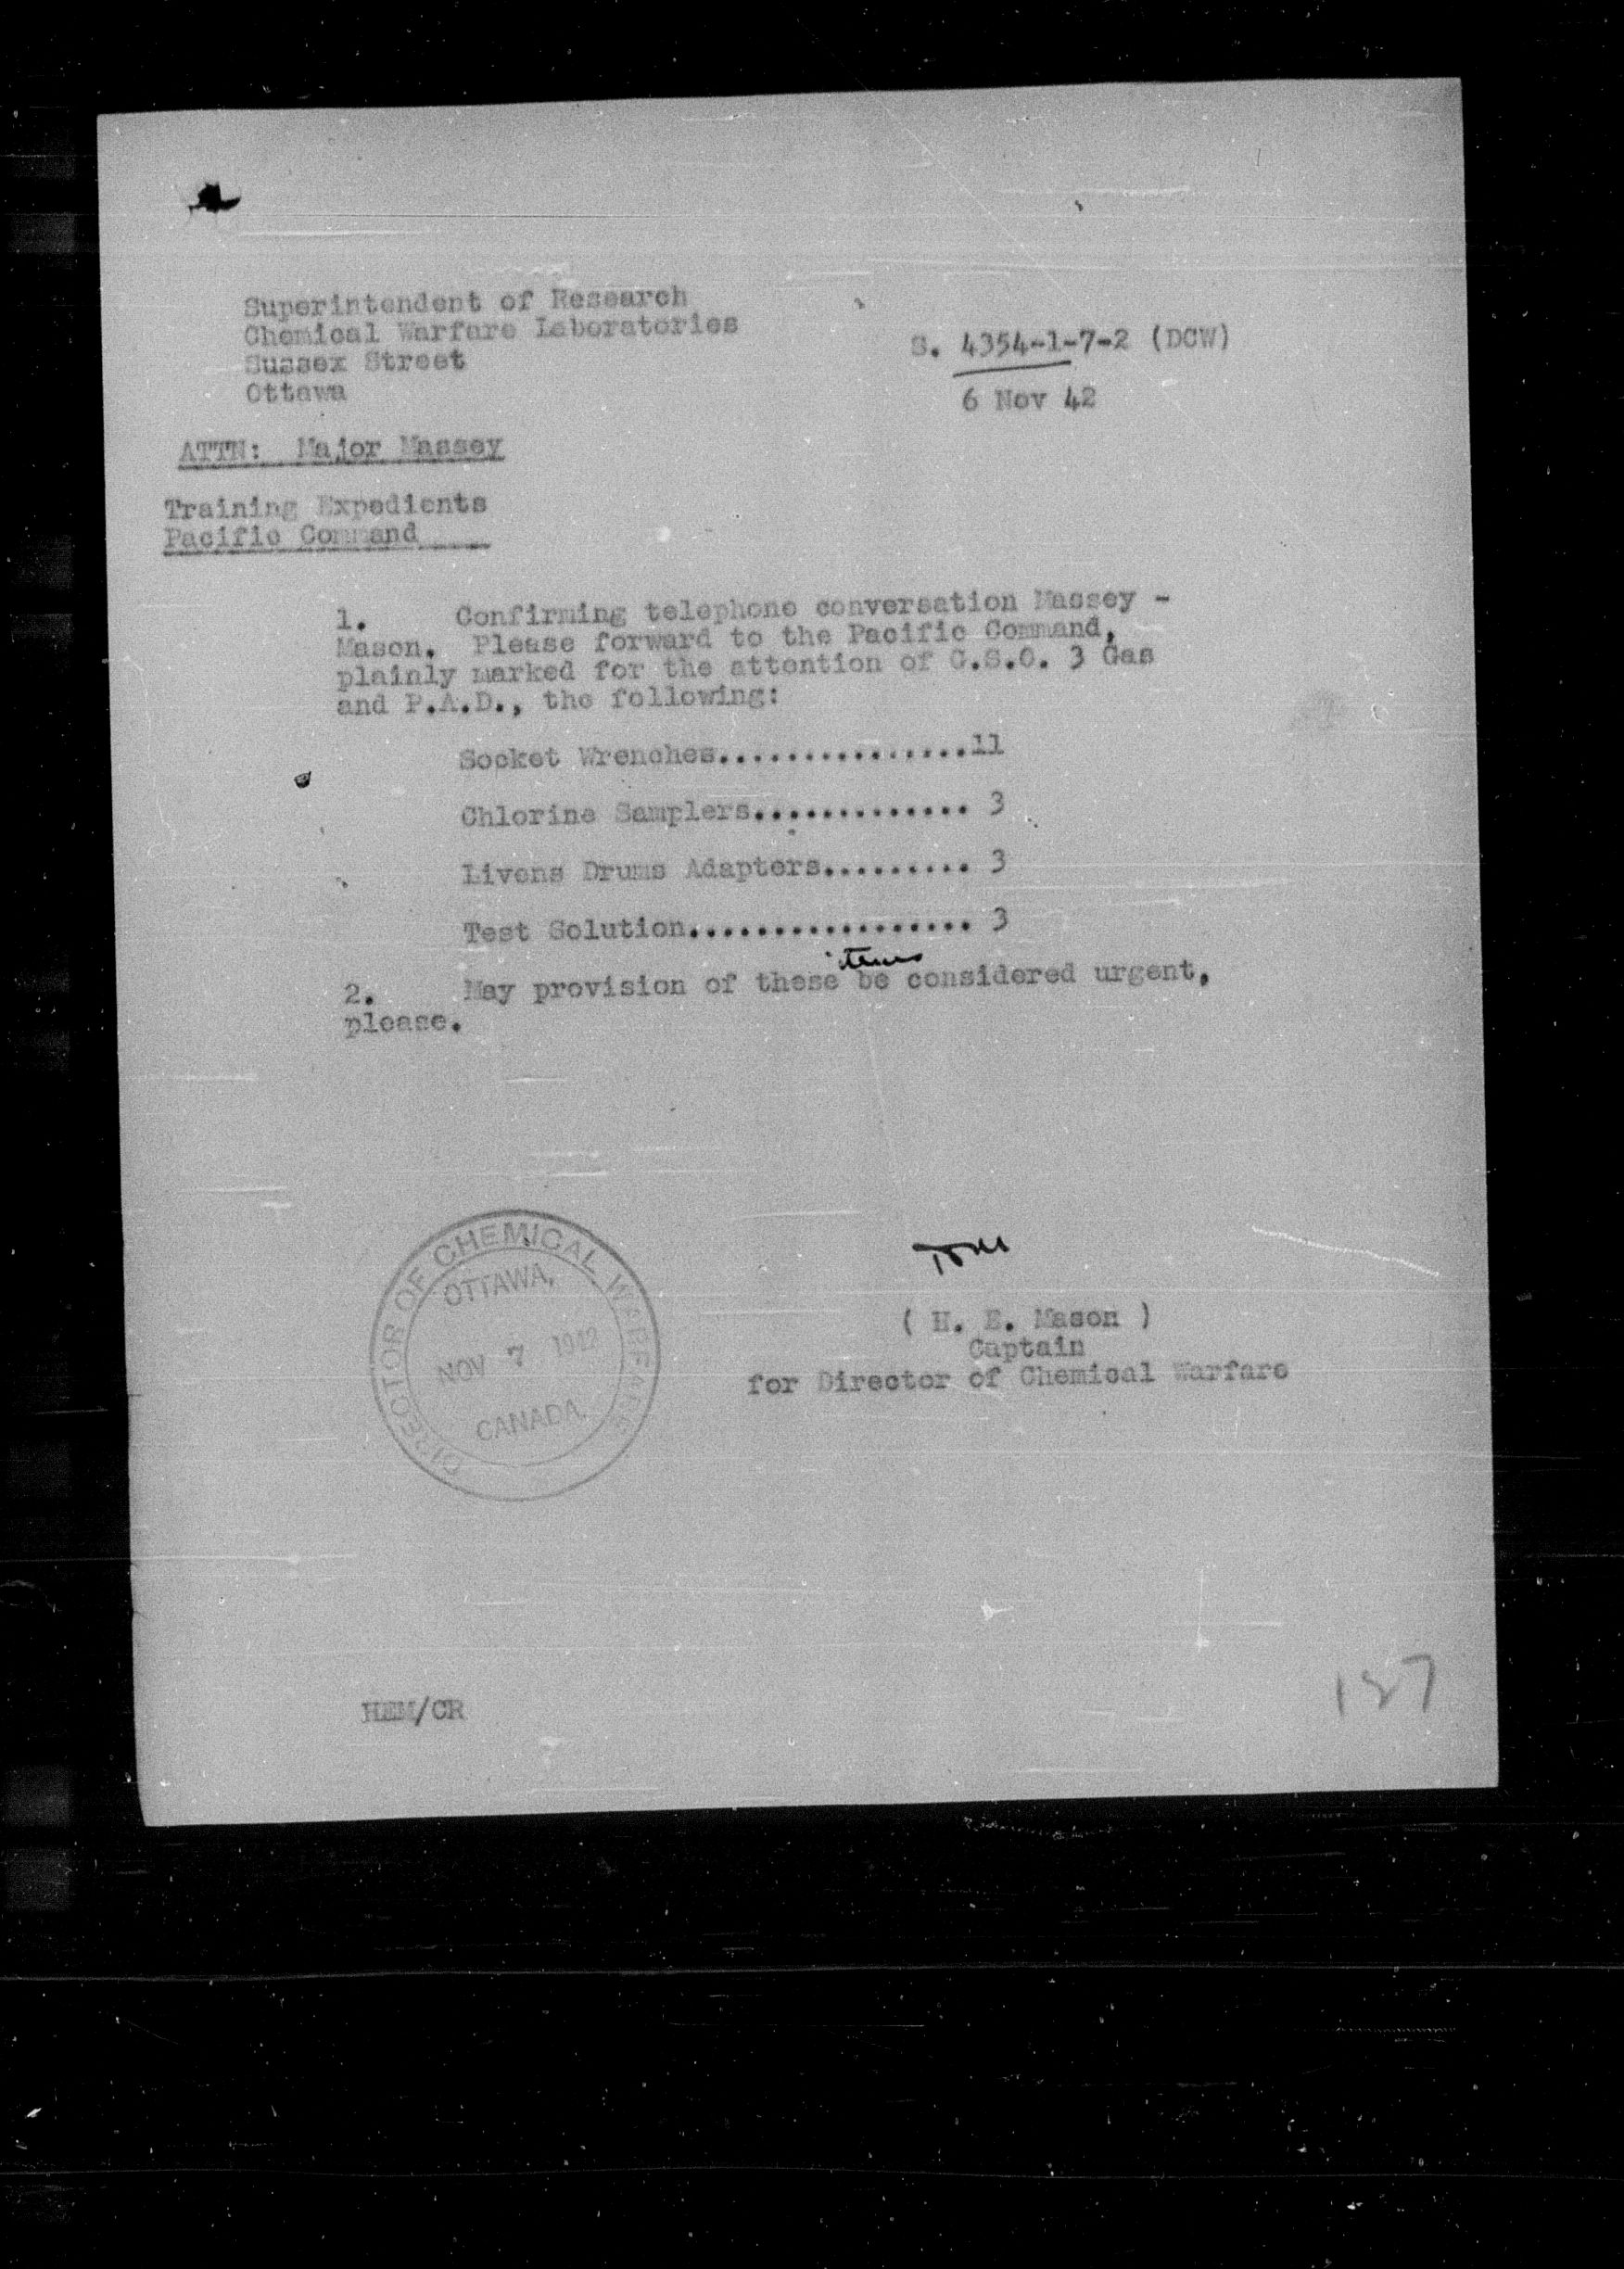 Superintendent of Research
Chemical Warfare Laboratories
Sussex Street
Ottawa
S. 4354-1-7-2 (DCW)
6 Nov 42
ATTN: Major Massey
Training Expedients
Pacific Command
1. Confirming telephone conversation Massey -
Mason. Please forward to the Pacific Command,
plainly marked for the attention of G.S.O. 3 Gas
and P.A.D., the following:
Socket Wrenches...............11
Chlorine Samplers............. 3
Livens Drums Adapters......... 3
Test Solution................. 3
items
2. May provision of these be considered urgent,
please.
DIRECTOR OF CHEMICAL WARFARE
OTTAWA,
NOV 7 1942
CANADA.
( H. E. Mason )
Captain
for Director of Chemical Warfare
HEM/CR
127